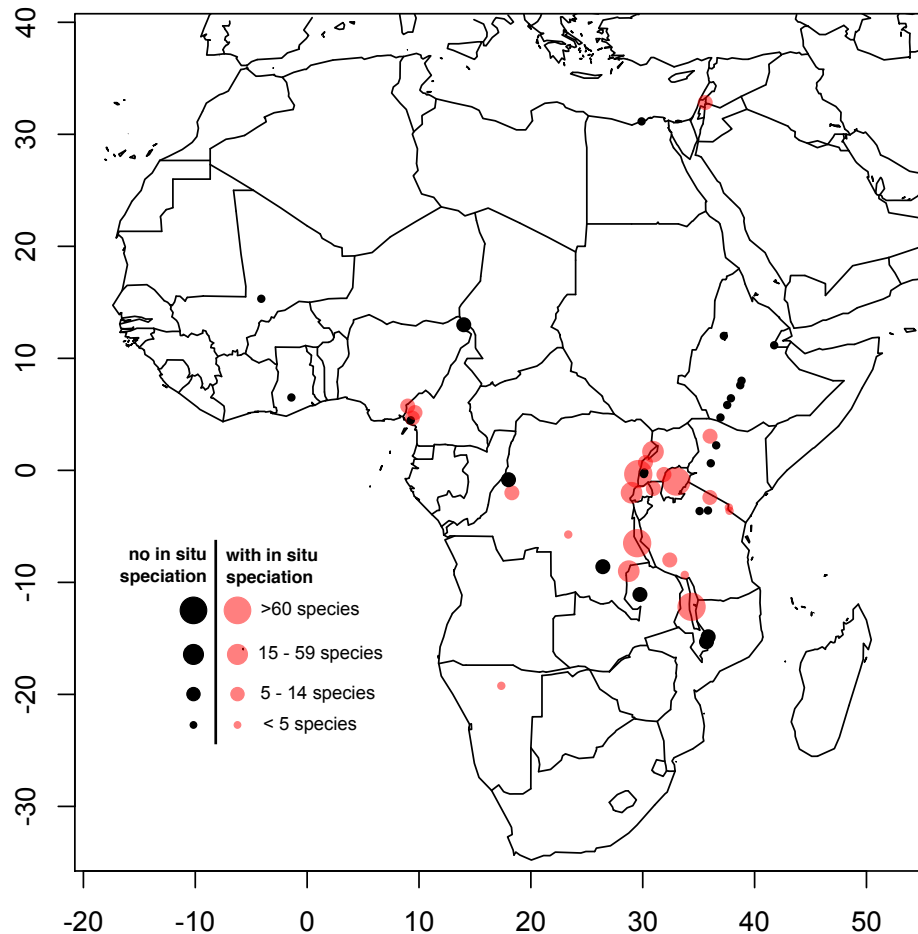 40
30
20
10
0
-10
-20
-30
no in situ speciation
with in situ speciation
>60 species
15 - 59 species
5 - 14 species
< 5 species
-20 -10 0 10 20 30 40 50